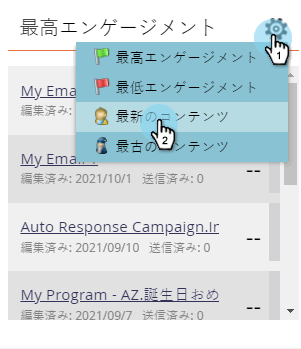 最高エンゲージメント
1
最高エンゲージメント
最低エンゲージメント
最新のコンテンツ
2
最古のコンテンツ
My Ema
編集済み:
My Email
編集済み: 2021/10/1 送信済み: 0
--
Auto Response Campaign.Ir
編集済み: 2021/09/10 送信済み: 0
--
My Program - AZ.誕生日おめ
編集済み: 2021/09/7 送信済み: 0
--